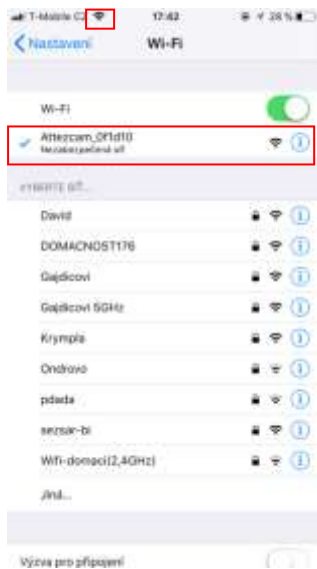 T-Mobile CZ 17:42 28 %
Nastavení Wi-Fi
Wi-Fi
Attezcam_0f1d10
Nezabezpečená síť
VYBERTE SÍŤ...
David
DOMACNOST176
Gajdicovi
Gajdicovi 5GHz
Krympla
Ondrovo
pdada
sezsar-bi
Wifi-domaci(2,4GHz)
Jiná...
Výzva pro připojení